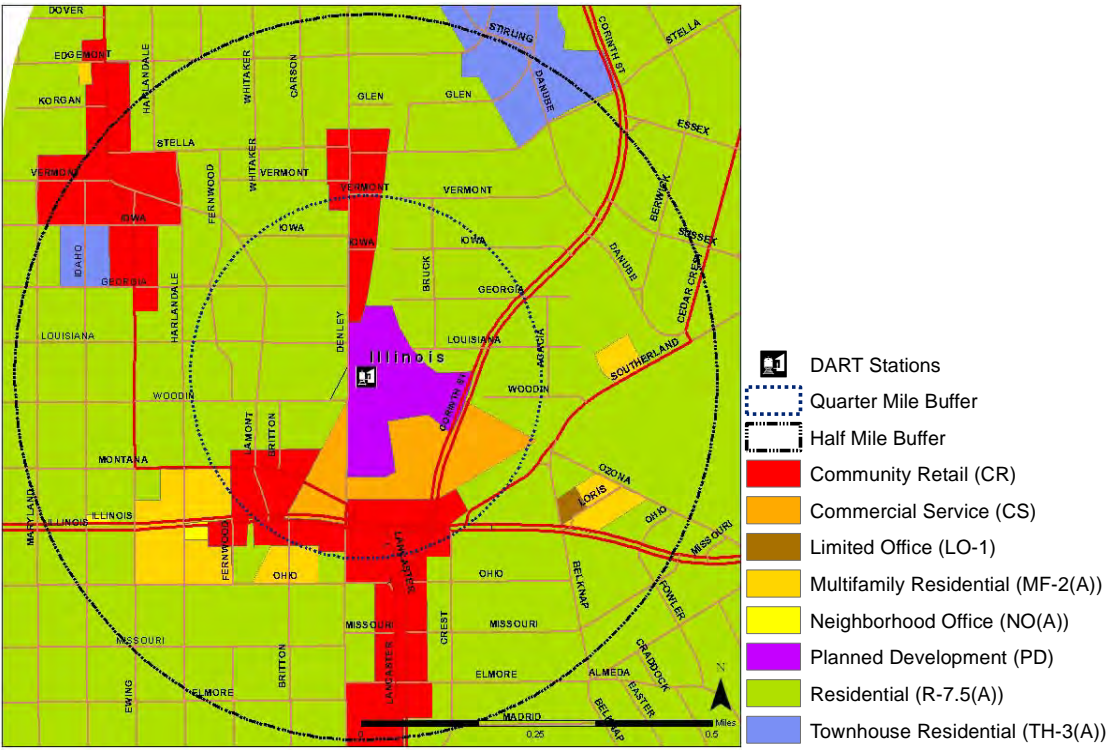 DOVER
STIRLING
CORINTH ST
STELLA
EDGEMONT
HARLANDALE
WHITAKER
CARSON
GLEN
GLEN
DANUBE
KORGAN
ESSEX
STELLA
VERMONT
FERNWOOD
WHITAKER
VERMONT
VERMONT
VERMONT
BERWICK
IOWA
IOWA
IOWA
IOWA
SUSSEX
IDAHO
BRUCK
DANUBE
CEDAR CREST
GEORGIA
HARLANDALE
GEORGIA
LOUISIANA
DENLEY
LOUISIANA
ACACIA
SOUTHERLAND
Illinois
WOODIN
WOODIN
CORINTH ST
LAMONT
BRITTON
MONTANA
OZONA
LORIS
MARYLAND
ILLINOIS
ILLINOIS
OHIO
MISSOURI
FERNWOOD
LANCASTER
OHIO
OHIO
BELKNAP
FOWLER
MISSOURI
MISSOURI
CREST
MISSOURI
CRADDOCK
BRITTON
LANCASTER
ELMORE
ALMEDA
EWING
ELMORE
EASTER
BELKNAP
MADRID
N
0
0.25
0.5
Miles
DART Stations
Quarter Mile Buffer
Half Mile Buffer
Community Retail (CR)
Commercial Service (CS)
Limited Office (LO-1)
Multifamily Residential (MF-2(A))
Neighborhood Office (NO(A))
Planned Development (PD)
Residential (R-7.5(A))
Townhouse Residential (TH-3(A))